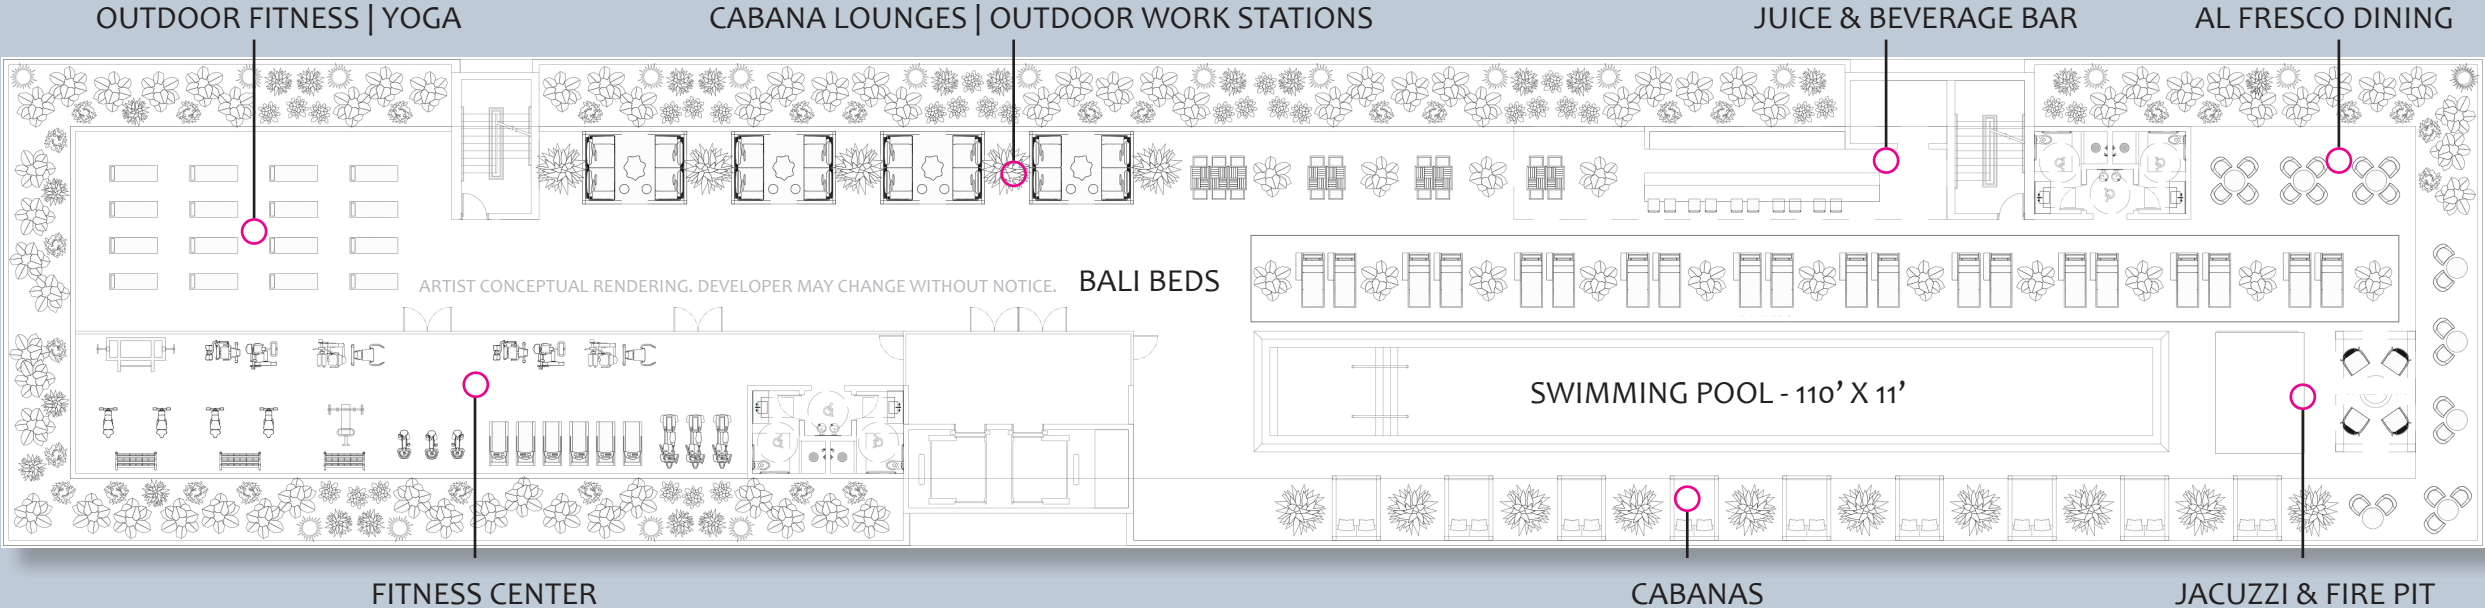 OUTDOOR FITNESS | YOGA
CABANA LOUNGES | OUTDOOR WORK STATIONS
JUICE & BEVERAGE BAR
AL FRESCO DINING
ARTIST CONCEPTUAL RENDERING. DEVELOPER MAY CHANGE WITHOUT NOTICE.
BALI BEDS
SWIMMING POOL - 110’ X 11’
FITNESS CENTER
CABANAS
JACUZZI & FIRE PIT